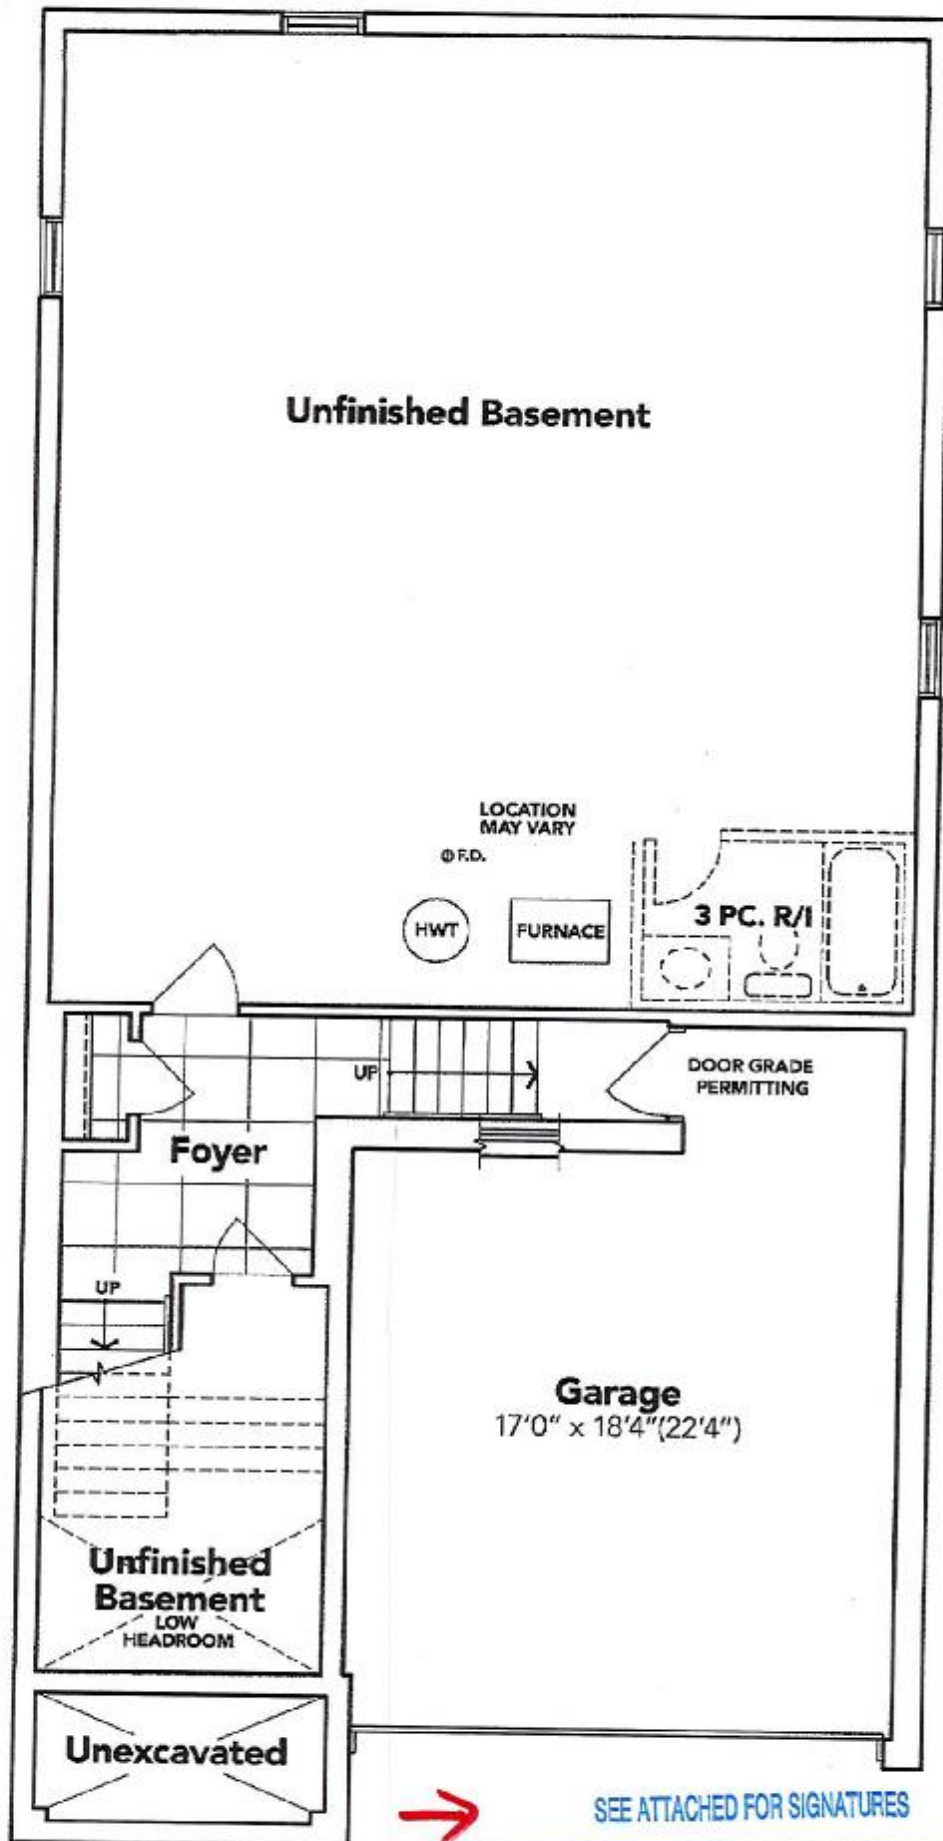 Unfinished Basement
LOCATION
MAY VARY
F.D.
HWT
FURNACE
3 PC. R/I
UP
DOOR GRADE
PERMITTING
Foyer
UP
Garage
17'0" x 18'4"(22'4")
Unfinished
Basement
LOW
HEADROOM
Unexcavated
SEE ATTACHED FOR SIGNATURES